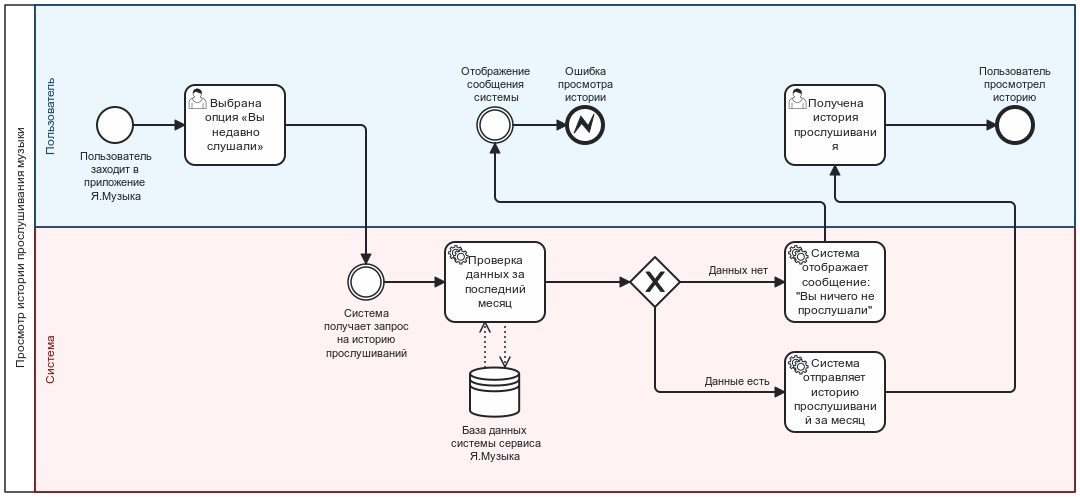 Просмотр истории прослушивания музыки
Пользователь
Пользователь
заходит в
приложение
Я.Музыка
Выбрана
опция «Вы
недавно
слушали»
Отображение
сообщения
системы
Ошибка
просмотра
истории
Получена
история
прослушивани
я
Пользователь
просмотрел
историю
Система
Система
получает запрос
на историю
прослушиваний
Проверка
данных за
последний
месяц
База данных
системы сервиса
Я.Музыка
Данных нет
Система
отображает
сообщение:
"Вы ничего не
прослушали"
Данные есть
Система
отправляет
историю
прослушивани
й за месяц